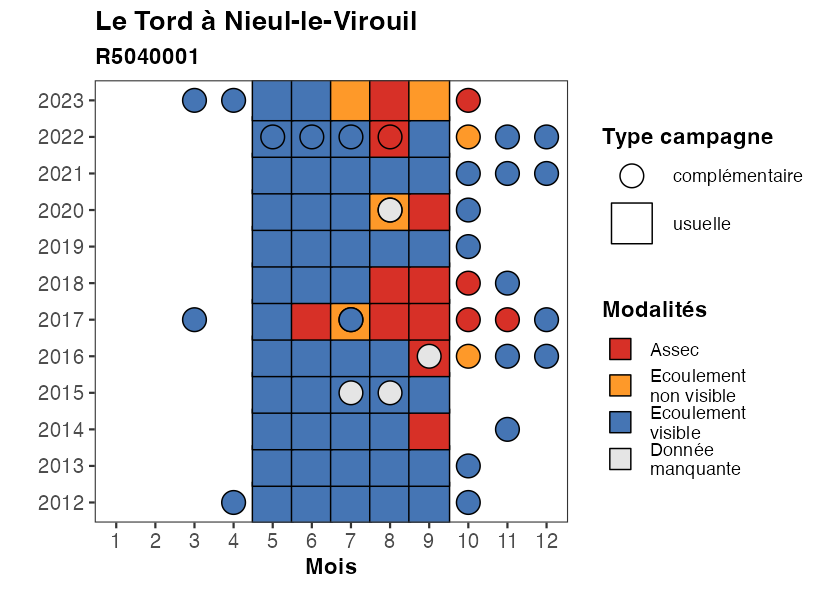 Le Tord à Nieul-le-Virouil
R5040001
2023
2022
2021
2020
2019
2018
2017
2016
2015
2014
2013
2012
1 2 3 4 5 6 7 8 9 10 11 12
Mois
Type campagne
complémentaire
usuelle
Modalités
Assec
Ecoulement
non visible
Ecoulement
visible
Donnée
manquante